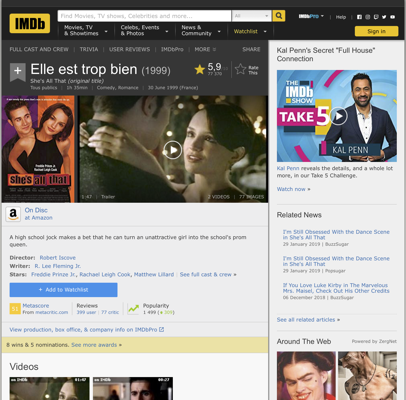 IMDb
Find Movies, TV shows, Celebrities and more...
All
IMDbPro
Help
Movies, TV & Showtimes
Celebs, Events & Photos
News & Community
Watchlist
Sign in
FULL CAST AND CREW | TRIVIA | USER REVIEWS | IMDbPro | MORE
SHARE
Elle est trop bien (1999)
She's All That (original title)
Tous publics | 1h 35min | Comedy, Romance | 30 June 1999 (France)
5,9
Rate This
Freddie Prinze Jr.
Rachael Leigh Cook
she's all that
1:47 | Trailer
2 VIDEOS | 77 IMAGES
On Disc
at Amazon
A high school jock makes a bet that he can turn an unattractive girl into the school's prom queen.
Director: Robert Iscove
Writer: R. Lee Fleming Jr.
Stars: Freddie Prinze Jr., Rachael Leigh Cook, Matthew Lillard | See full cast & crew »
+ Add to Watchlist
Metascore
From metacritic.com
Reviews
399 user | 77 critic
Popularity
View production, box office, & company info on IMDbPro
8 wins & 5 nominations. See more awards »
Videos
Kal Penn's Secret "Full House" Connection
THE IMDb SHOW
TAKE 5
KAL PENN
Kal Penn reveals the details, and a whole lot more, in our Take 5 Challenge.
Watch now »
Related News
I'm Still Obsessed With the Dance Scene in She's All That
29 January 2019 | BuzzSugar
I'm Still Obsessed With the Dance Scene in She's All That
29 January 2019 | Popsugar
If You Love Luke Kirby in The Marvelous Mrs. Maisel, Check Out His Other Credits
06 December 2018 | BuzzSugar
See all related articles »
Around The Web
Powered by ZergNet